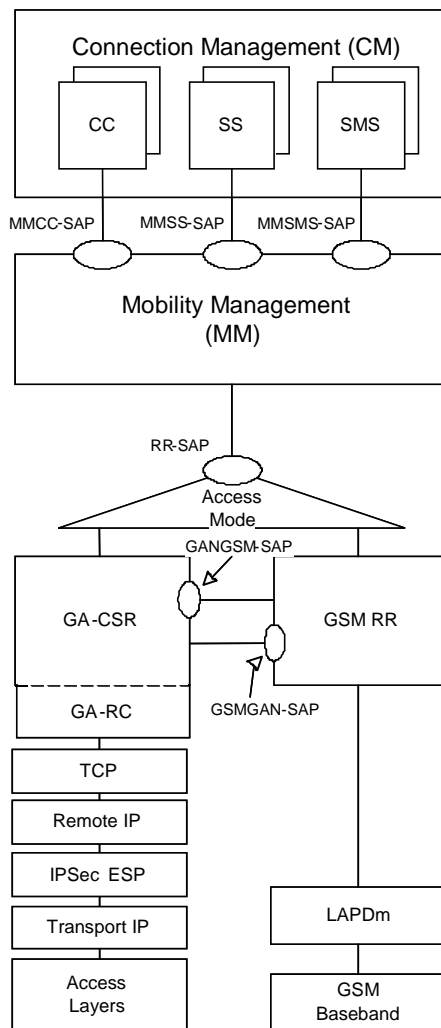 Connection Management (CM)
CC
SS
SMS
MMCC-SAP
MMSS-SAP
MMSMS-SAP
Mobility Management
(MM)
RR-SAP
Access
Mode
GANGSM-SAP
GA-CSR
GSM RR
GSMGAN-SAP
GA-RC
TCP
Remote IP
IPSec ESP
Transport IP
LAPDm
Access
Layers
GSM
Baseband